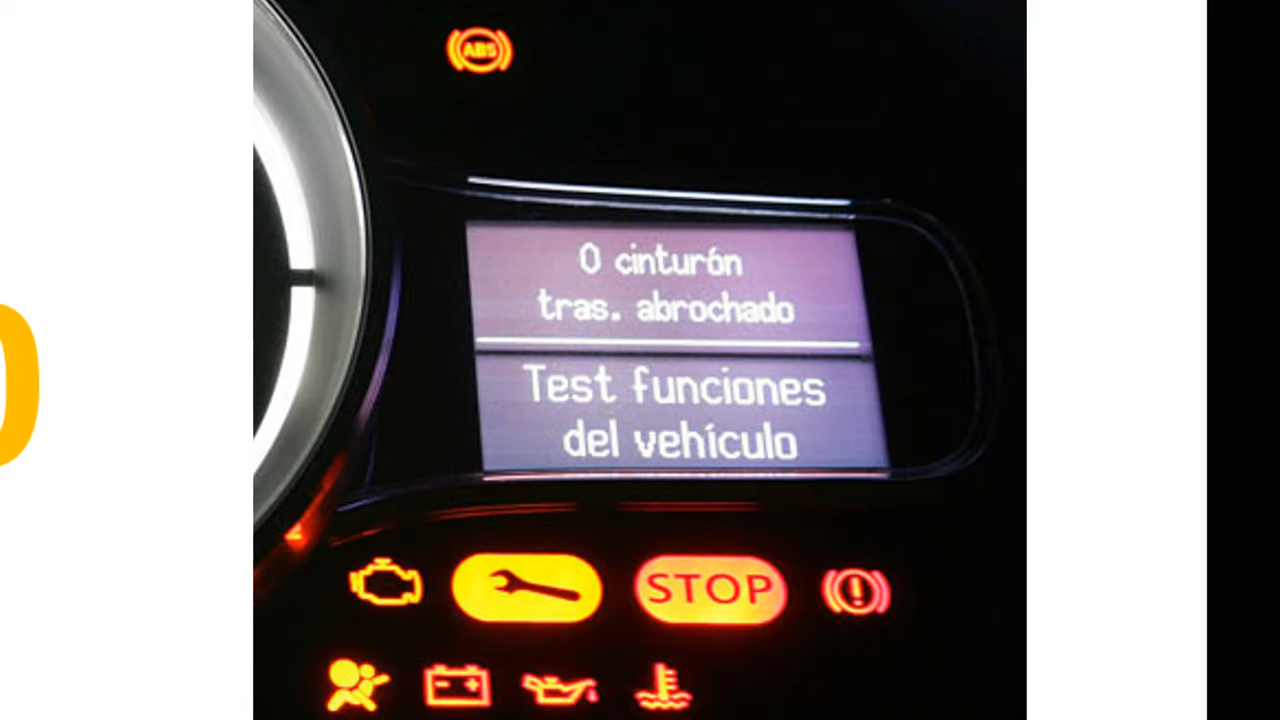 ABS
0 cinturón
tras. abrochado
Test funciones
del vehículo
STOP